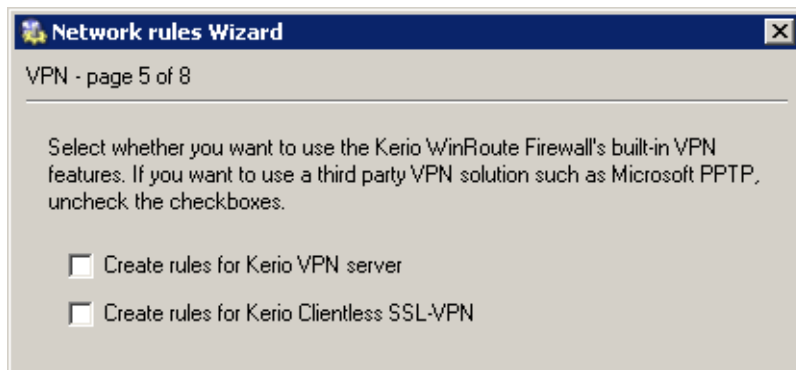 Network rules Wizard
VPN - page 5 of 8
Select whether you want to use the Kerio WinRoute Firewall's built-in VPN
features. If you want to use a third party VPN solution such as Microsoft PPTP,
uncheck the checkboxes.
Create rules for Kerio VPN server
Create rules for Kerio Clientless SSL-VPN